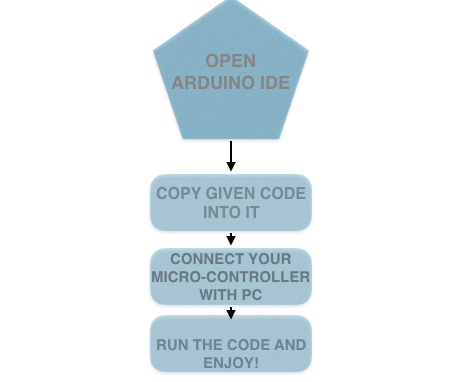 OPEN
ARDUINO IDE
COPY GIVEN CODE
INTO IT
CONNECT YOUR
MICRO-CONTROLLER
WITH PC
RUN THE CODE AND
ENJOY!